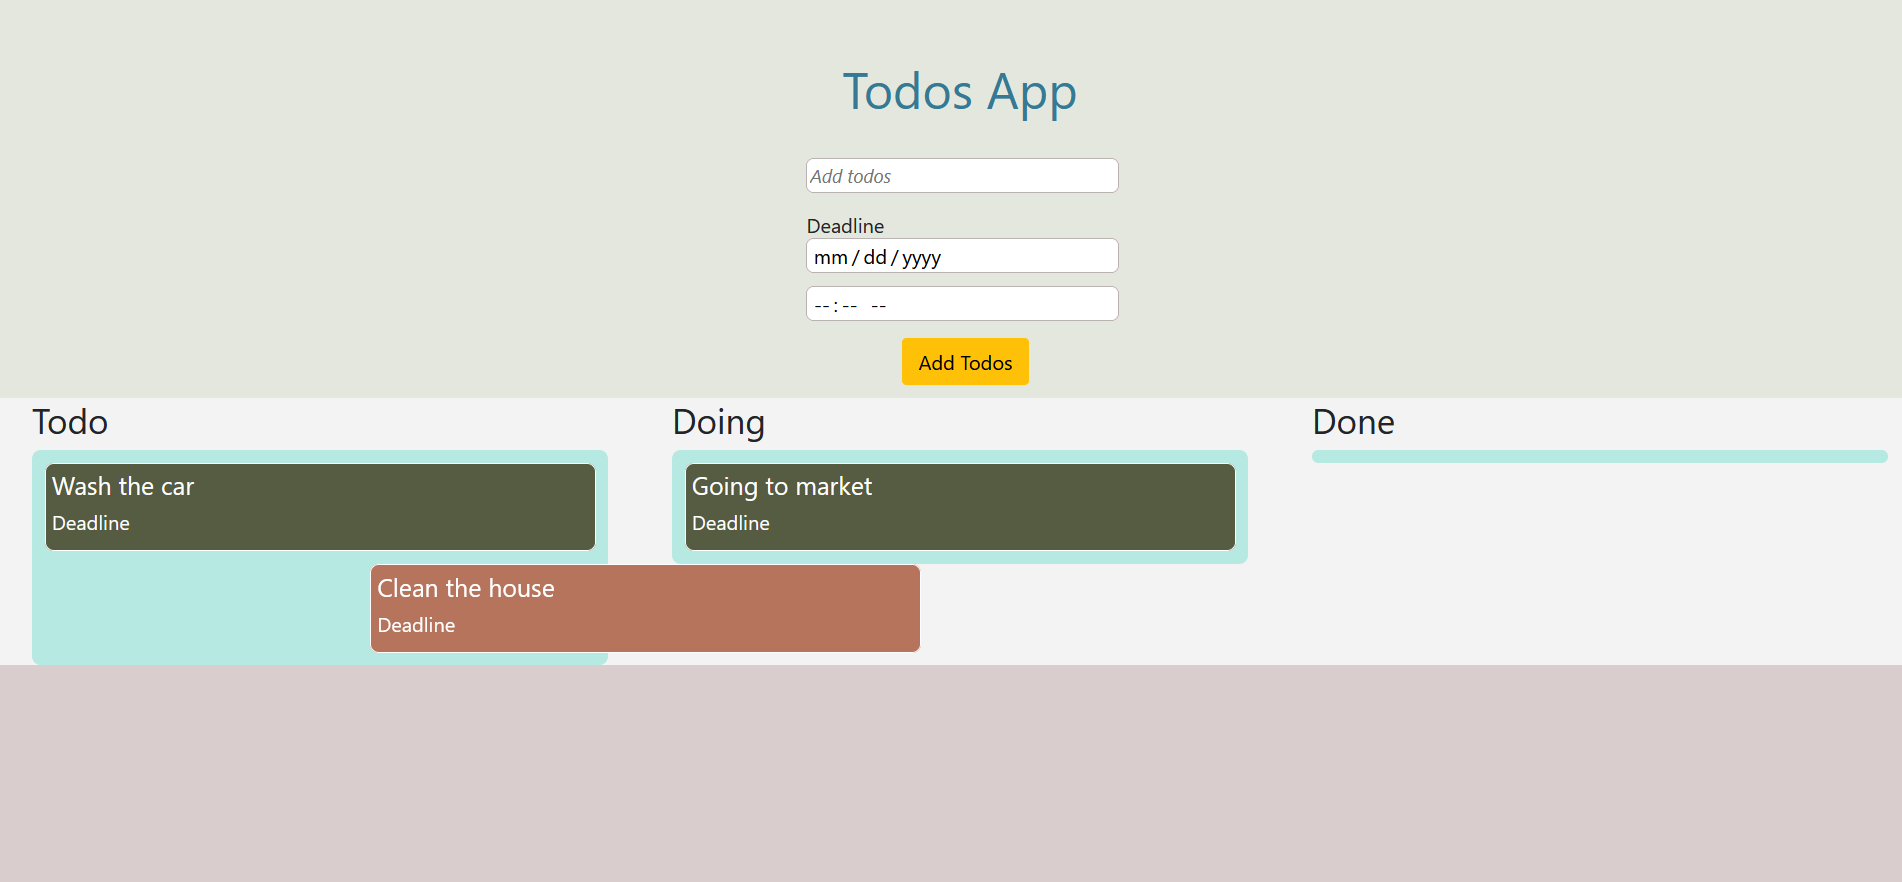 Todos App
Add todos
Deadline
mm/dd/yyyy
--:-- --
Add Todos
Todo
Doing
Done
Wash the car
Deadline
Going to market
Deadline
Clean the house
Deadline